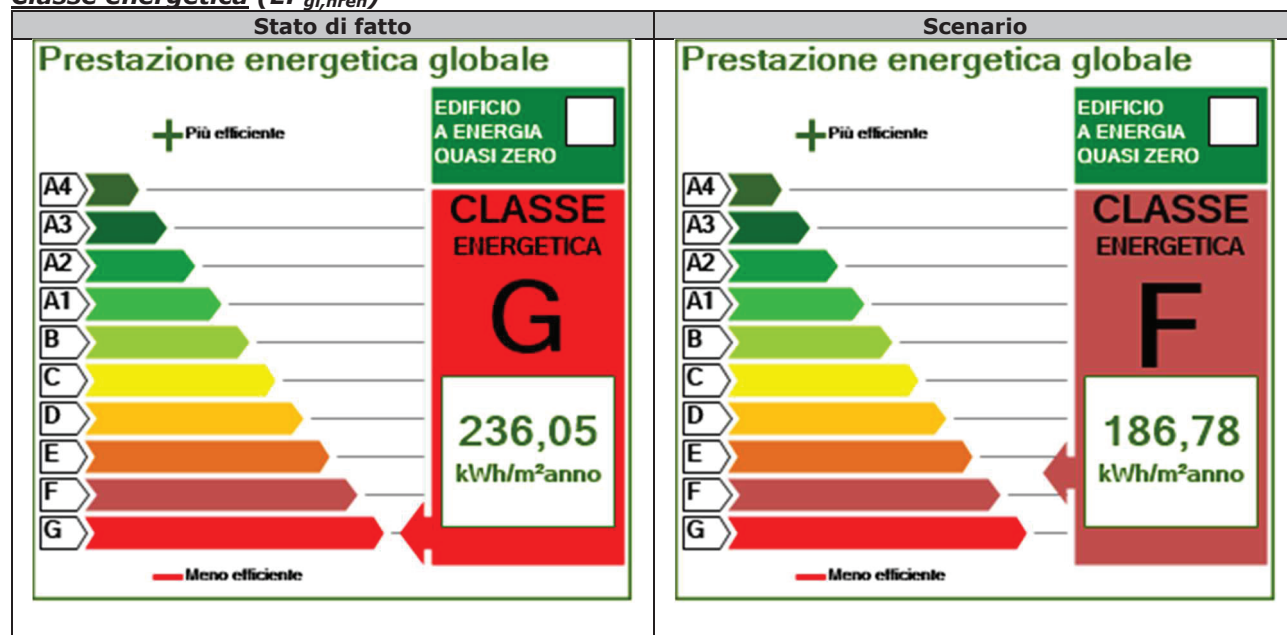 Classe energetica (EP gl,nren)
Stato di fatto
Prestazione energetica globale
Più efficiente
EDIFICIO
A ENERGIA
QUASI ZERO
A4
A3
A2
A1
B
C
D
E
F
G
CLASSE
ENERGETICA
G
236,05
kWh/m²anno
Meno efficiente
Scenario
Prestazione energetica globale
Più efficiente
EDIFICIO
A ENERGIA
QUASI ZERO
A4
A3
A2
A1
B
C
D
E
F
G
CLASSE
ENERGETICA
F
186,78
kWh/m²anno
Meno efficiente